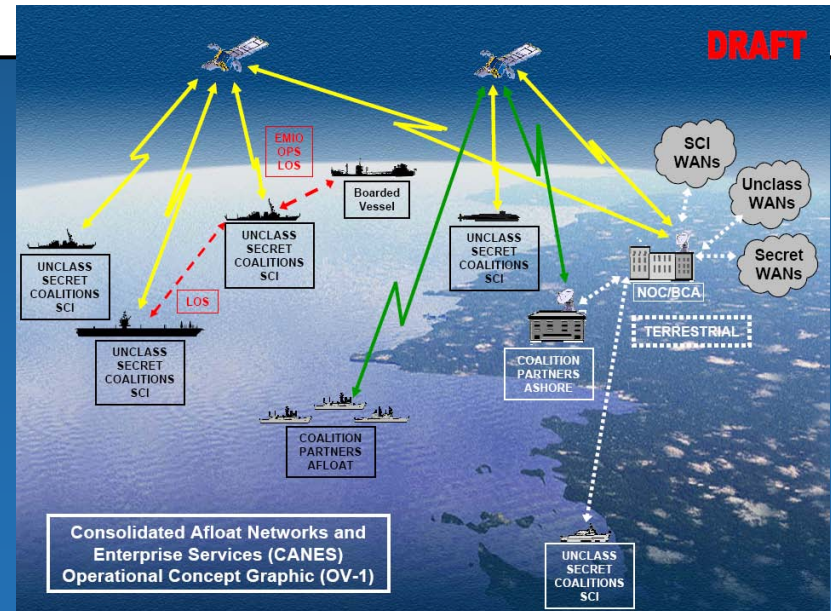 DRAFT
EMIO
OPS
LOS
Boarded
Vessel
SCI
WANs
Unclass
WANs
Secret
WANs
UNCLASS
SECRET
COALITIONS
SCI
UNCLASS
SECRET
COALITIONS
SCI
UNCLASS
SECRET
COALITIONS
SCI
NOC/BCA
LOS
TERRESTRIAL
UNCLASS
SECRET
COALITIONS
SCI
COALITION
PARTNERS
ASHORE
COALITION
PARTNERS
AFLOAT
Consolidated Afloat Networks and
Enterprise Services (CANES)
Operational Concept Graphic (OV-1)
UNCLASS
SECRET
COALITIONS
SCI